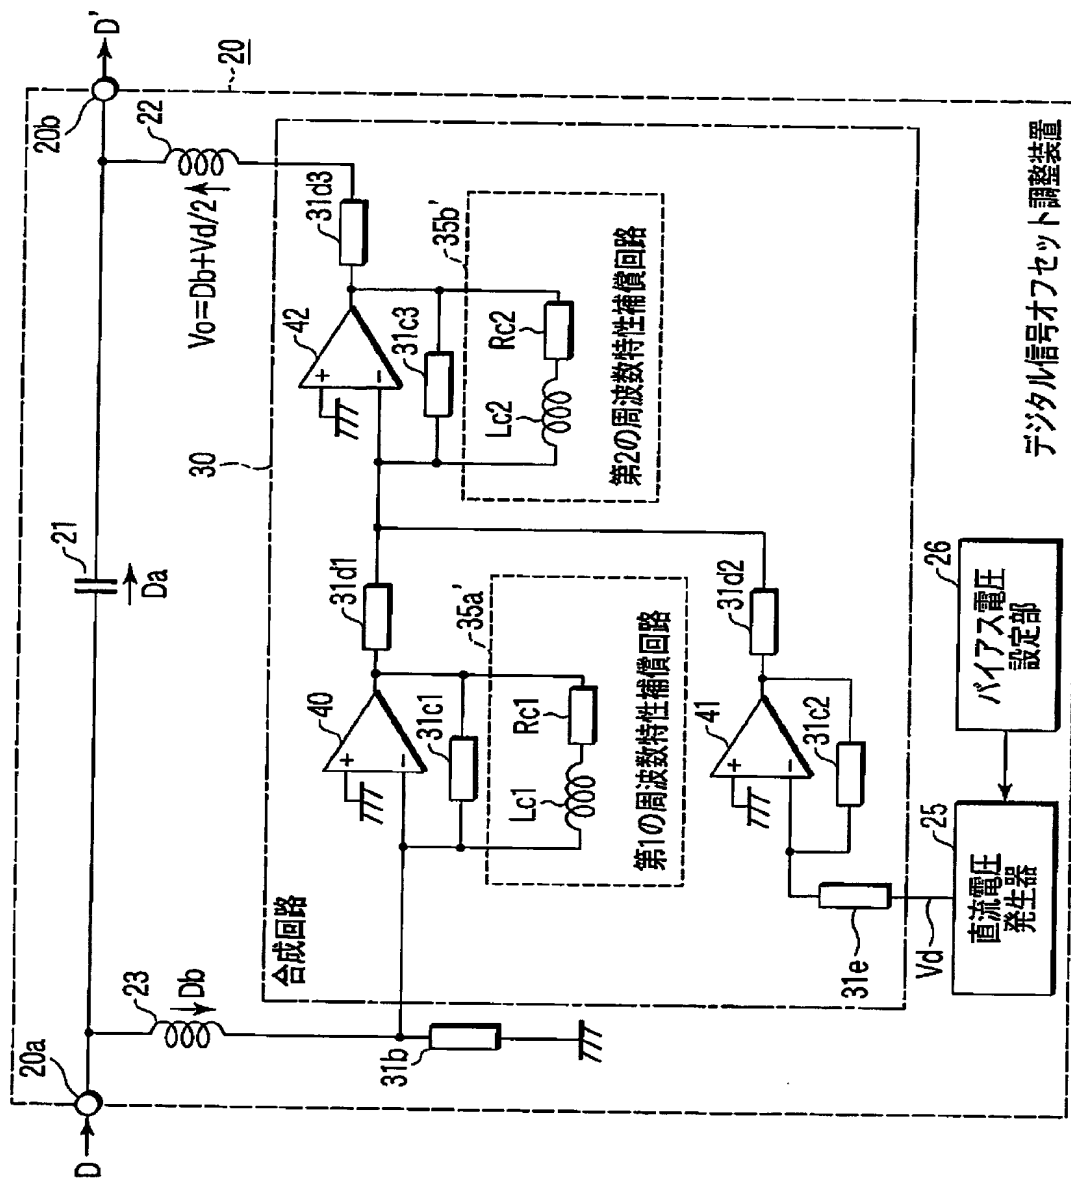 D
20a
23
Db
31b
21
Da
20b
D'
20
22
Vo=Db+Vd/2
30
合成回路
40
+
−
31c1
35a'
Lc1
Rc1
第1の周波数特性補償回路
31d1
42
+
−
31d3
31c3
35b'
Lc2
Rc2
第2の周波数特性補償回路
41
+
−
31d2
31c2
31e
Vd
25
直流電圧
発生器
26
バイアス電圧
設定部
デジタル信号オフセット調整装置